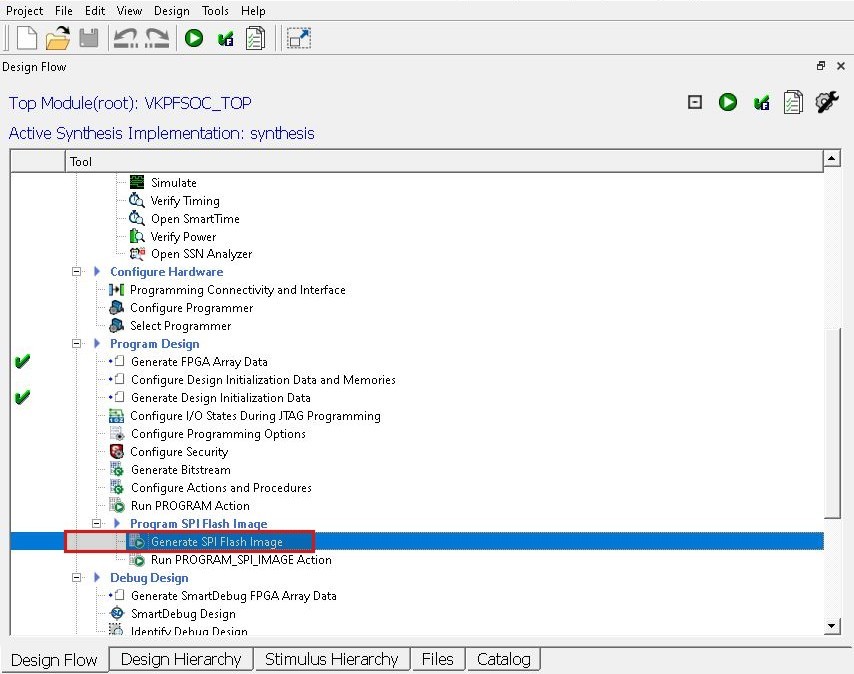 Project File Edit View Design Tools Help
Design Flow
Top Module(root): VKPFSOC_TOP
Active Synthesis Implementation: synthesis
Tool
Simulate
Verify Timing
Open SmartTime
Verify Power
Open SSN Analyzer
Configure Hardware
Programming Connectivity and Interface
Configure Programmer
Select Programmer
Program Design
Generate FPGA Array Data
Configure Design Initialization Data and Memories
Generate Design Initialization Data
Configure I/O States During JTAG Programming
Configure Programming Options
Configure Security
Generate Bitstream
Configure Actions and Procedures
Run PROGRAM Action
Program SPI Flash Image
Generate SPI Flash Image
Run PROGRAM_SPI_IMAGE Action
Debug Design
Generate SmartDebug FPGA Array Data
SmartDebug Design
Identify Debug Design
Design Flow Design Hierarchy Stimulus Hierarchy Files Catalog